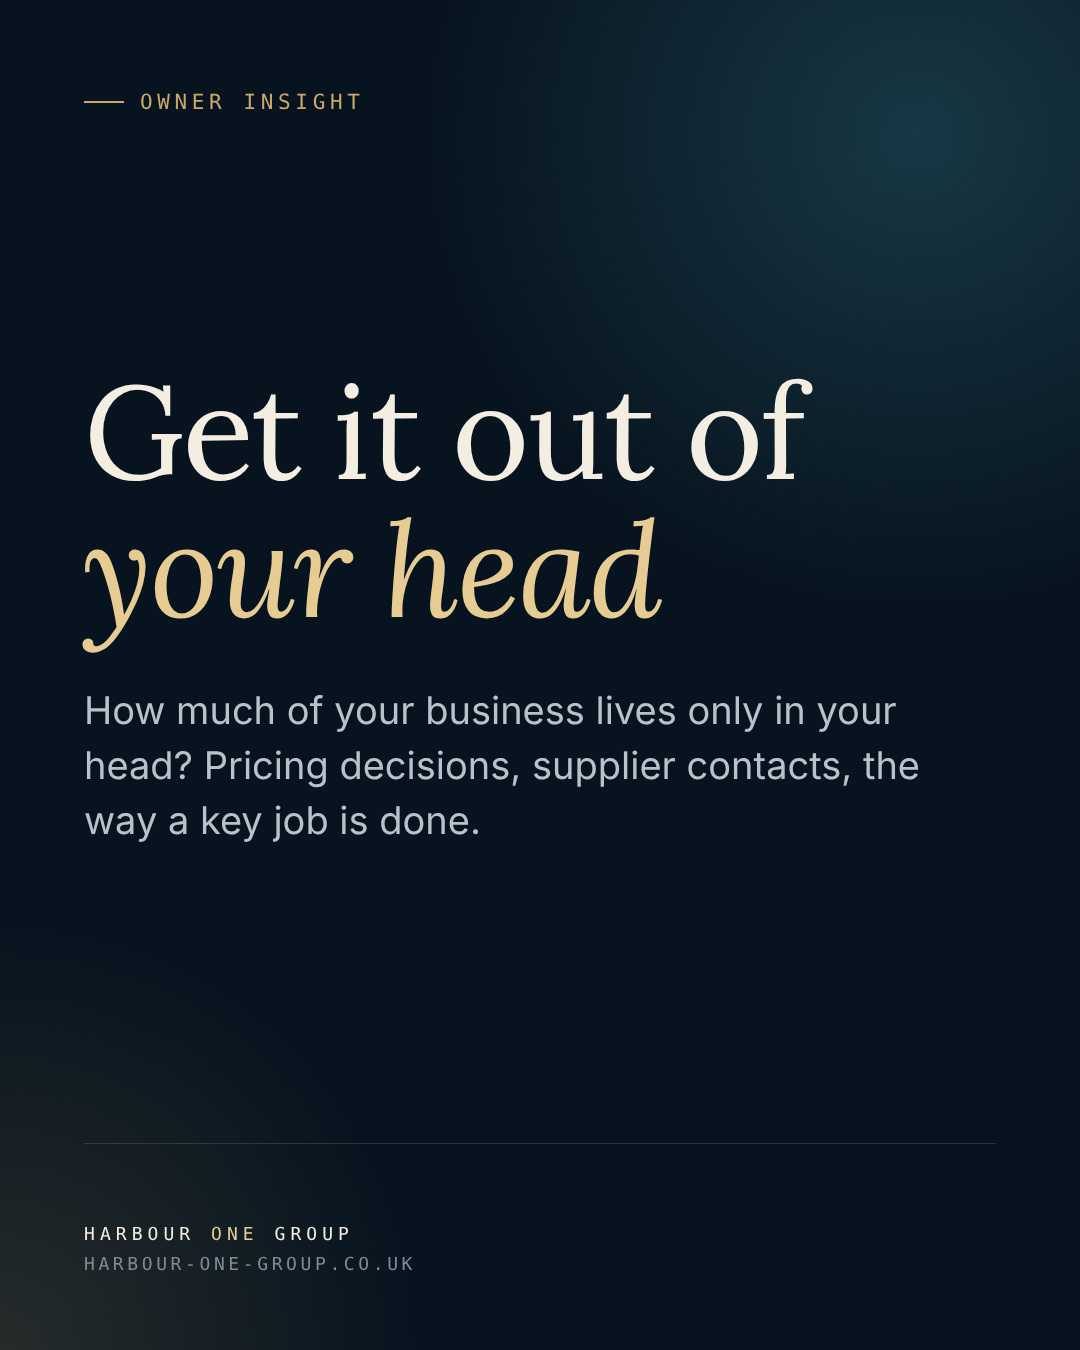 OWNER INSIGHT
Get it out of
your head
How much of your business lives only in your
head? Pricing decisions, supplier contacts, the
way a key job is done.
HARBOUR ONE GROUP
HARBOUR-ONE-GROUP.CO.UK